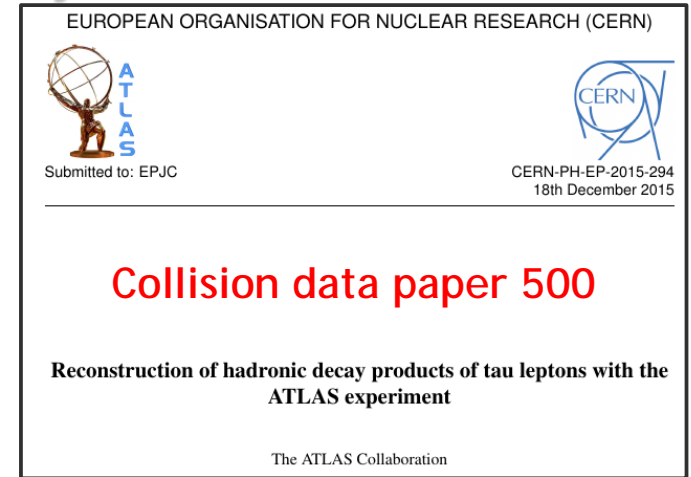 EUROPEAN ORGANISATION FOR NUCLEAR RESEARCH (CERN)
ATLAS
CERN
Submitted to: EPJC
CERN-PH-EP-2015-294
18th December 2015
Collision data paper 500
Reconstruction of hadronic decay products of tau leptons with the
ATLAS experiment
The ATLAS Collaboration